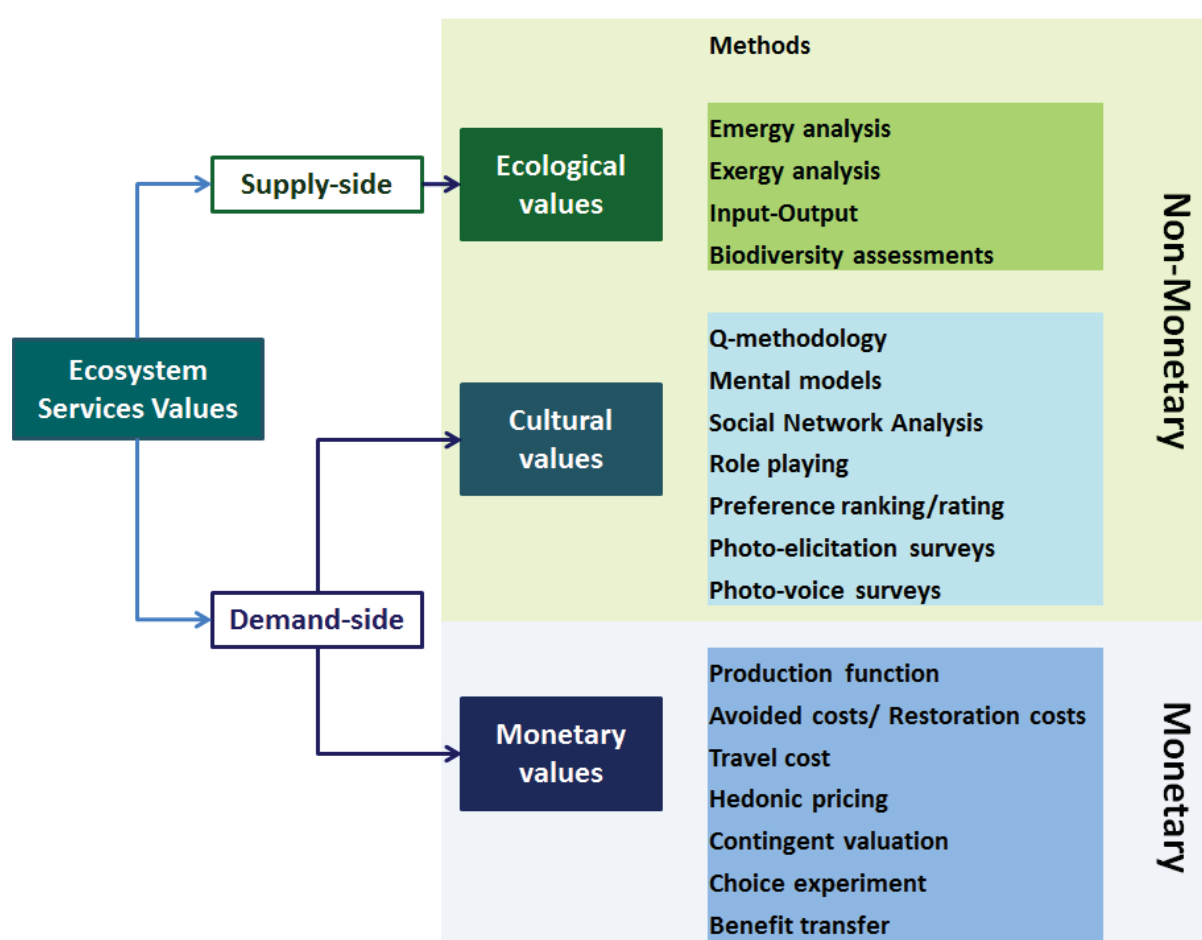 Methods
Supply-side
Ecological
values
Emergy analysis
Exergy analysis
Input-Output
Biodiversity assessments
Non-Monetary
Ecosystem
Services Values
Cultural
values
Q-methodology
Mental models
Social Network Analysis
Role playing
Preference ranking/rating
Photo-elicitation surveys
Photo-voice surveys
Demand-side
Monetary
values
Production function
Avoided costs/ Restoration costs
Travel cost
Hedonic pricing
Contingent valuation
Choice experiment
Benefit transfer
Monetary